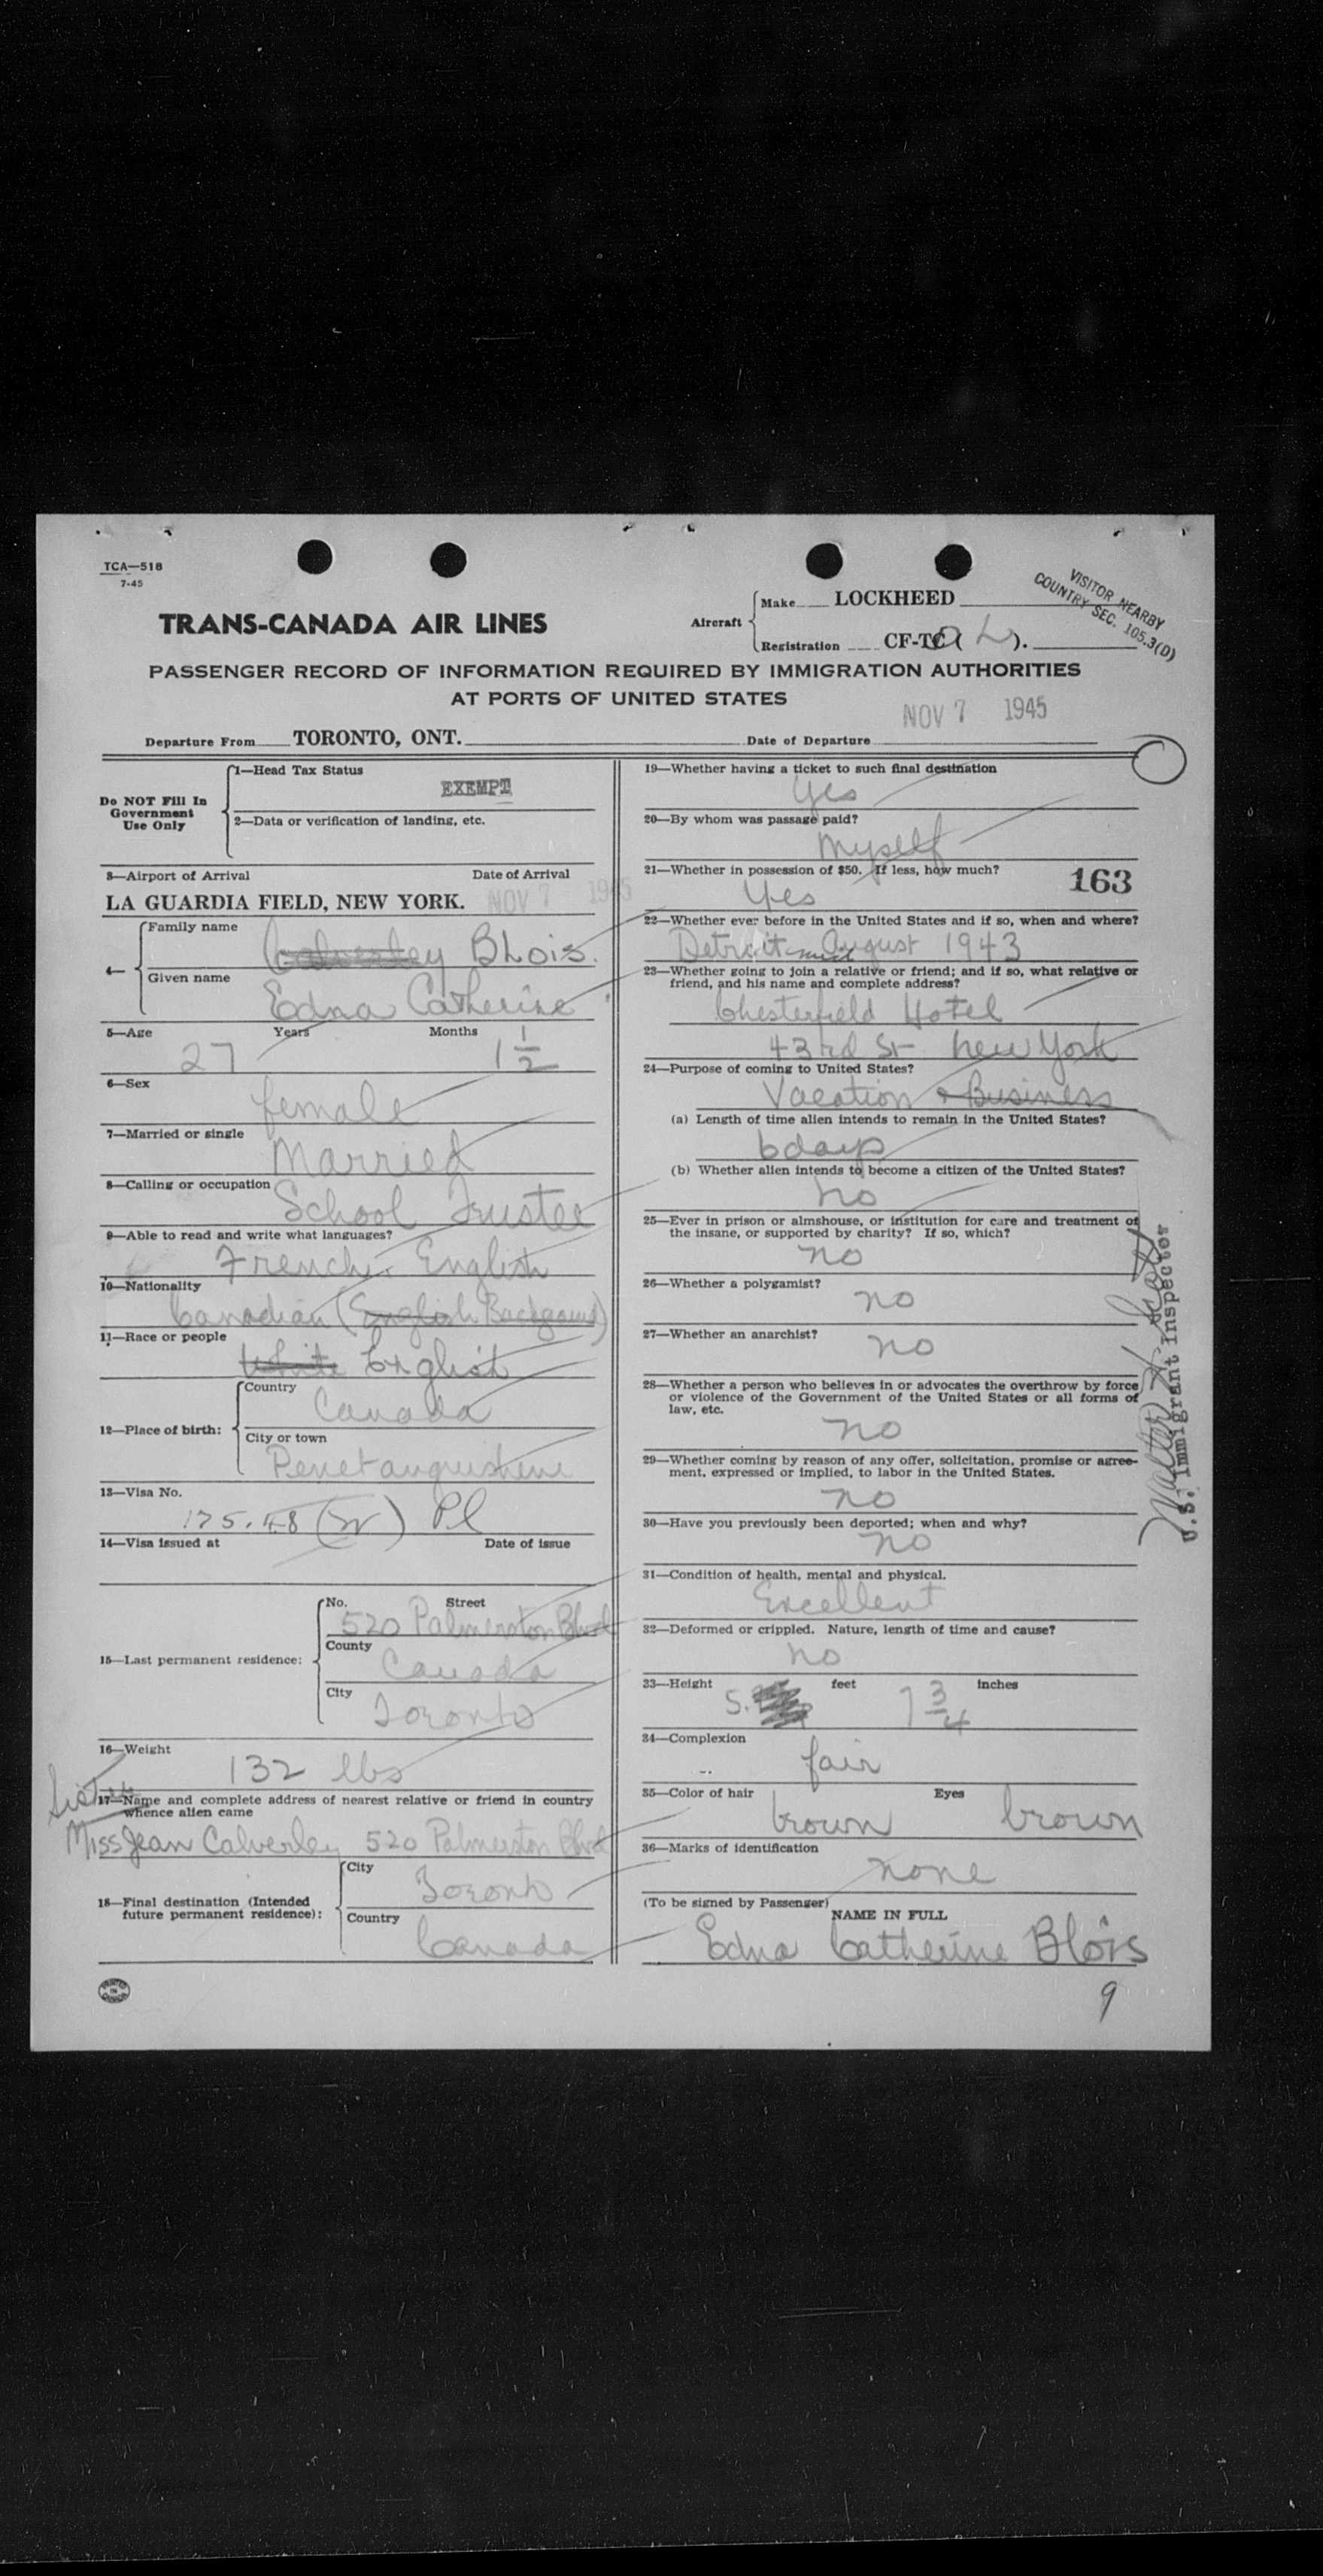 TCA—518
7-45
TRANS-CANADA AIR LINES
Aircraft
Make LOCKHEED
Registration CF-TC( ).
VISITOR NEARBY
COUNTRY SEC. 105.3(D)
PASSENGER RECORD OF INFORMATION REQUIRED BY IMMIGRATION AUTHORITIES
AT PORTS OF UNITED STATES
NOV 7 1945
Departure From TORONTO, ONT. Date of Departure
Do NOT Fill In
Government
Use Only
1—Head Tax Status
EXEMPT
2—Data or verification of landing, etc.
3—Airport of Arrival Date of Arrival
LA GUARDIA FIELD, NEW YORK. NOV 7 1945
4—
Family name
Calverley BLois.
Given name
Edna Catherine
5—Age Years Months
27 1 1/2
6—Sex
female
7—Married or single
Married
8—Calling or occupation
School Trustee
9—Able to read and write what languages?
French. English
10—Nationality
Canadian (English Background)
11—Race or people
White English
12—Place of birth:
Country
Canada
City or town
Penetanguishene
13—Visa No.
175.48 () Pl
14—Visa issued at Date of issue
15—Last permanent residence:
No. Street
520 Palmerston Blvd
County
Canada
City
Toronto
16—Weight
132 lbs
Sister
17—Name and complete address of nearest relative or friend in country
whence alien came
Miss Jean Calverley 520 Palmerston Blvd
18—Final destination (Intended
future permanent residence):
City
Toronto
Country
Canada
19—Whether having a ticket to such final destination
Yes
20—By whom was passage paid?
Myself
21—Whether in possession of $50. If less, how much?
Yes
163
22—Whether ever before in the United States and if so, when and where?
Detroit August 1943
23—Whether going to join a relative or friend; and if so, what relative or
friend, and his name and complete address?
Chesterfield Hotel
43rd St. New York
24—Purpose of coming to United States?
Vacation & Business
(a) Length of time alien intends to remain in the United States?
6 days
(b) Whether alien intends to become a citizen of the United States?
no
25—Ever in prison or almshouse, or institution for care and treatment of
the insane, or supported by charity? If so, which?
no
26—Whether a polygamist?
no
27—Whether an anarchist?
no
28—Whether a person who believes in or advocates the overthrow by force
or violence of the Government of the United States or all forms of
law, etc.
no
29—Whether coming by reason of any offer, solicitation, promise or agree-
ment, expressed or implied, to labor in the United States.
no
30—Have you previously been deported; when and why?
no
31—Condition of health, mental and physical.
Excellent
32—Deformed or crippled. Nature, length of time and cause?
no
33—Height feet inches
5. 7 3/4
34—Complexion
fair
35—Color of hair Eyes
brown brown
36—Marks of identification
none
(To be signed by Passenger)
NAME IN FULL
Edna Catherine Blois
9
Walter
U.S. Immigrant Inspector
PRINTED IN CANADA